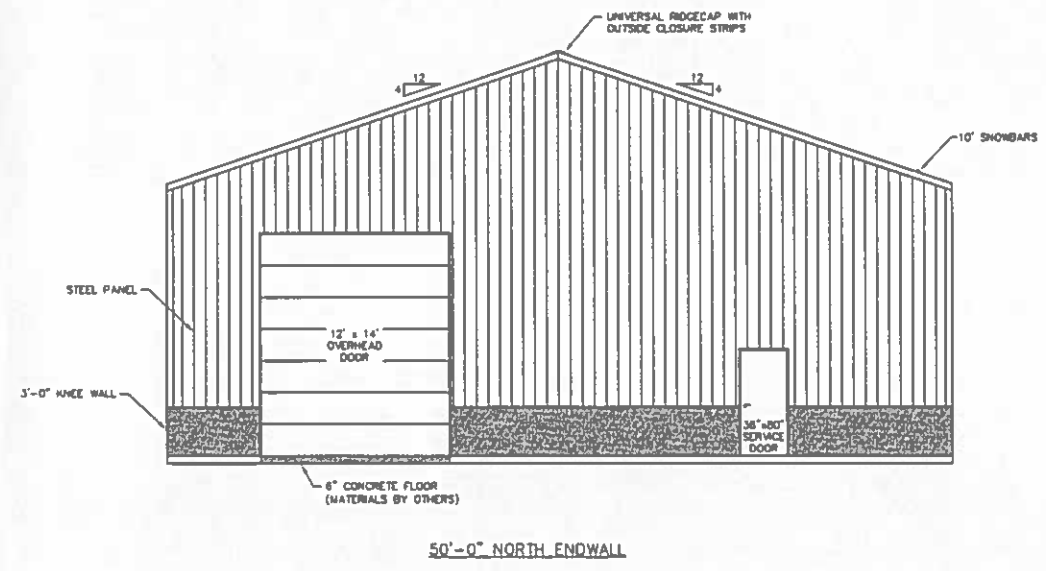 UNIVERSAL RIDGECAP WITH
OUTSIDE CLOSURE STRIPS
12
4
12
4
10' SNOWBARS
STEEL PANEL
12' x 14'
OVERHEAD
DOOR
3'-0" KNEE WALL
36"x80"
SERVICE
DOOR
6" CONCRETE FLOOR
(MATERIALS BY OTHERS)
50'-0" NORTH ENDWALL